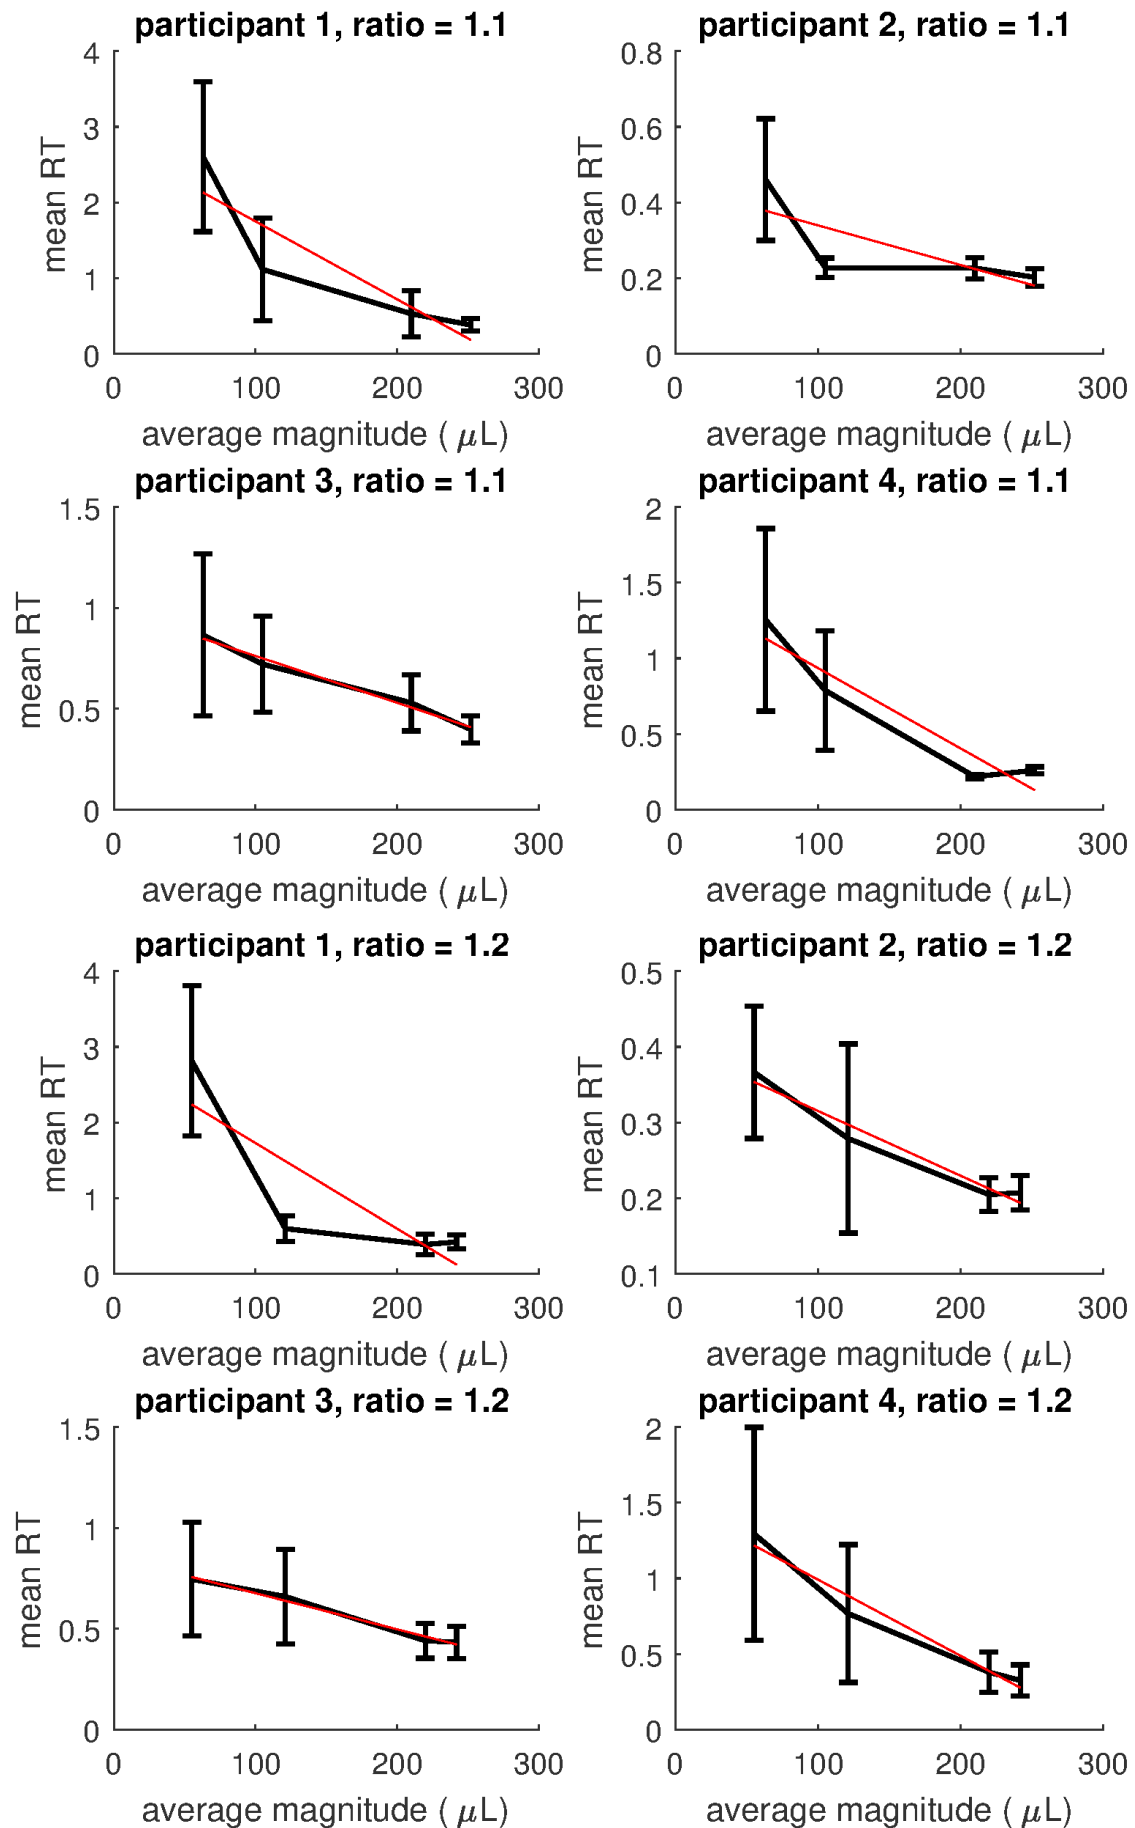 participant 1, ratio = 1.1
4
3
2
1
0
mean RT
0 100 200 300
average magnitude ( μL)
participant 2, ratio = 1.1
0.8
0.6
0.4
0.2
0
mean RT
0 100 200 300
average magnitude ( μL)
participant 3, ratio = 1.1
1.5
1
0.5
0
mean RT
0 100 200 300
average magnitude ( μL)
participant 4, ratio = 1.1
2
1.5
1
0.5
0
mean RT
0 100 200 300
average magnitude ( μL)
participant 1, ratio = 1.2
4
3
2
1
0
mean RT
0 100 200 300
average magnitude ( μL)
participant 2, ratio = 1.2
0.5
0.4
0.3
0.2
0.1
mean RT
0 100 200 300
average magnitude ( μL)
participant 3, ratio = 1.2
1.5
1
0.5
0
mean RT
0 100 200 300
average magnitude ( μL)
participant 4, ratio = 1.2
2
1.5
1
0.5
0
mean RT
0 100 200 300
average magnitude ( μL)